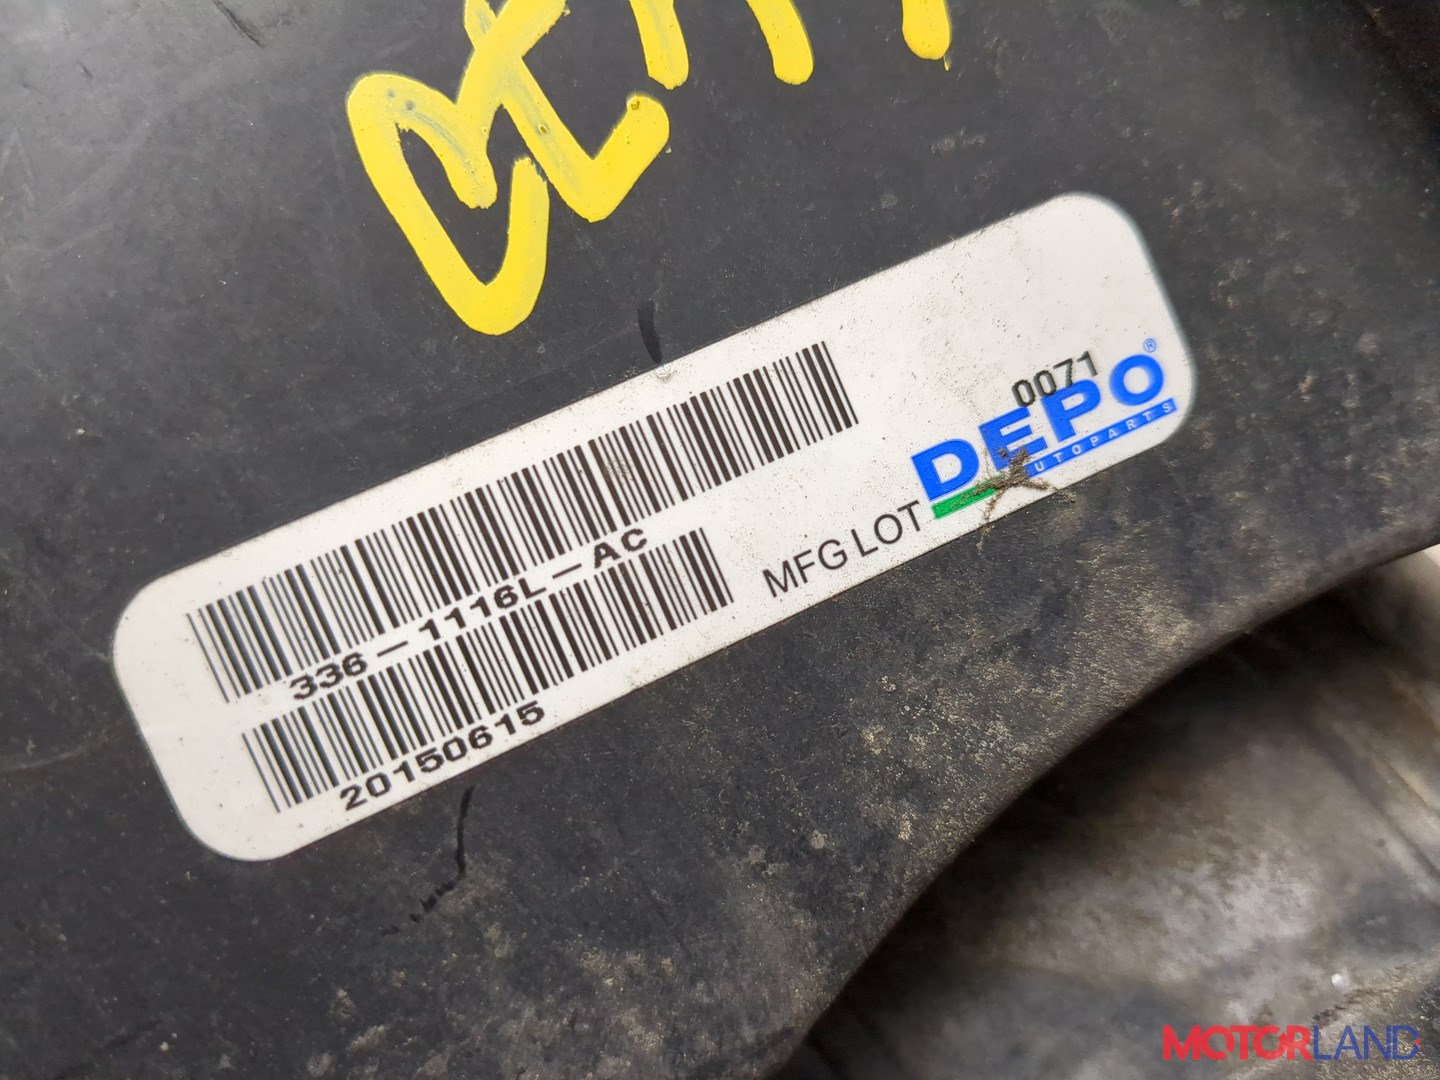 0071
DEPO®
AUTOPARTS
336-1116L-AC
MFG LOT
20150615
MOTORLAND